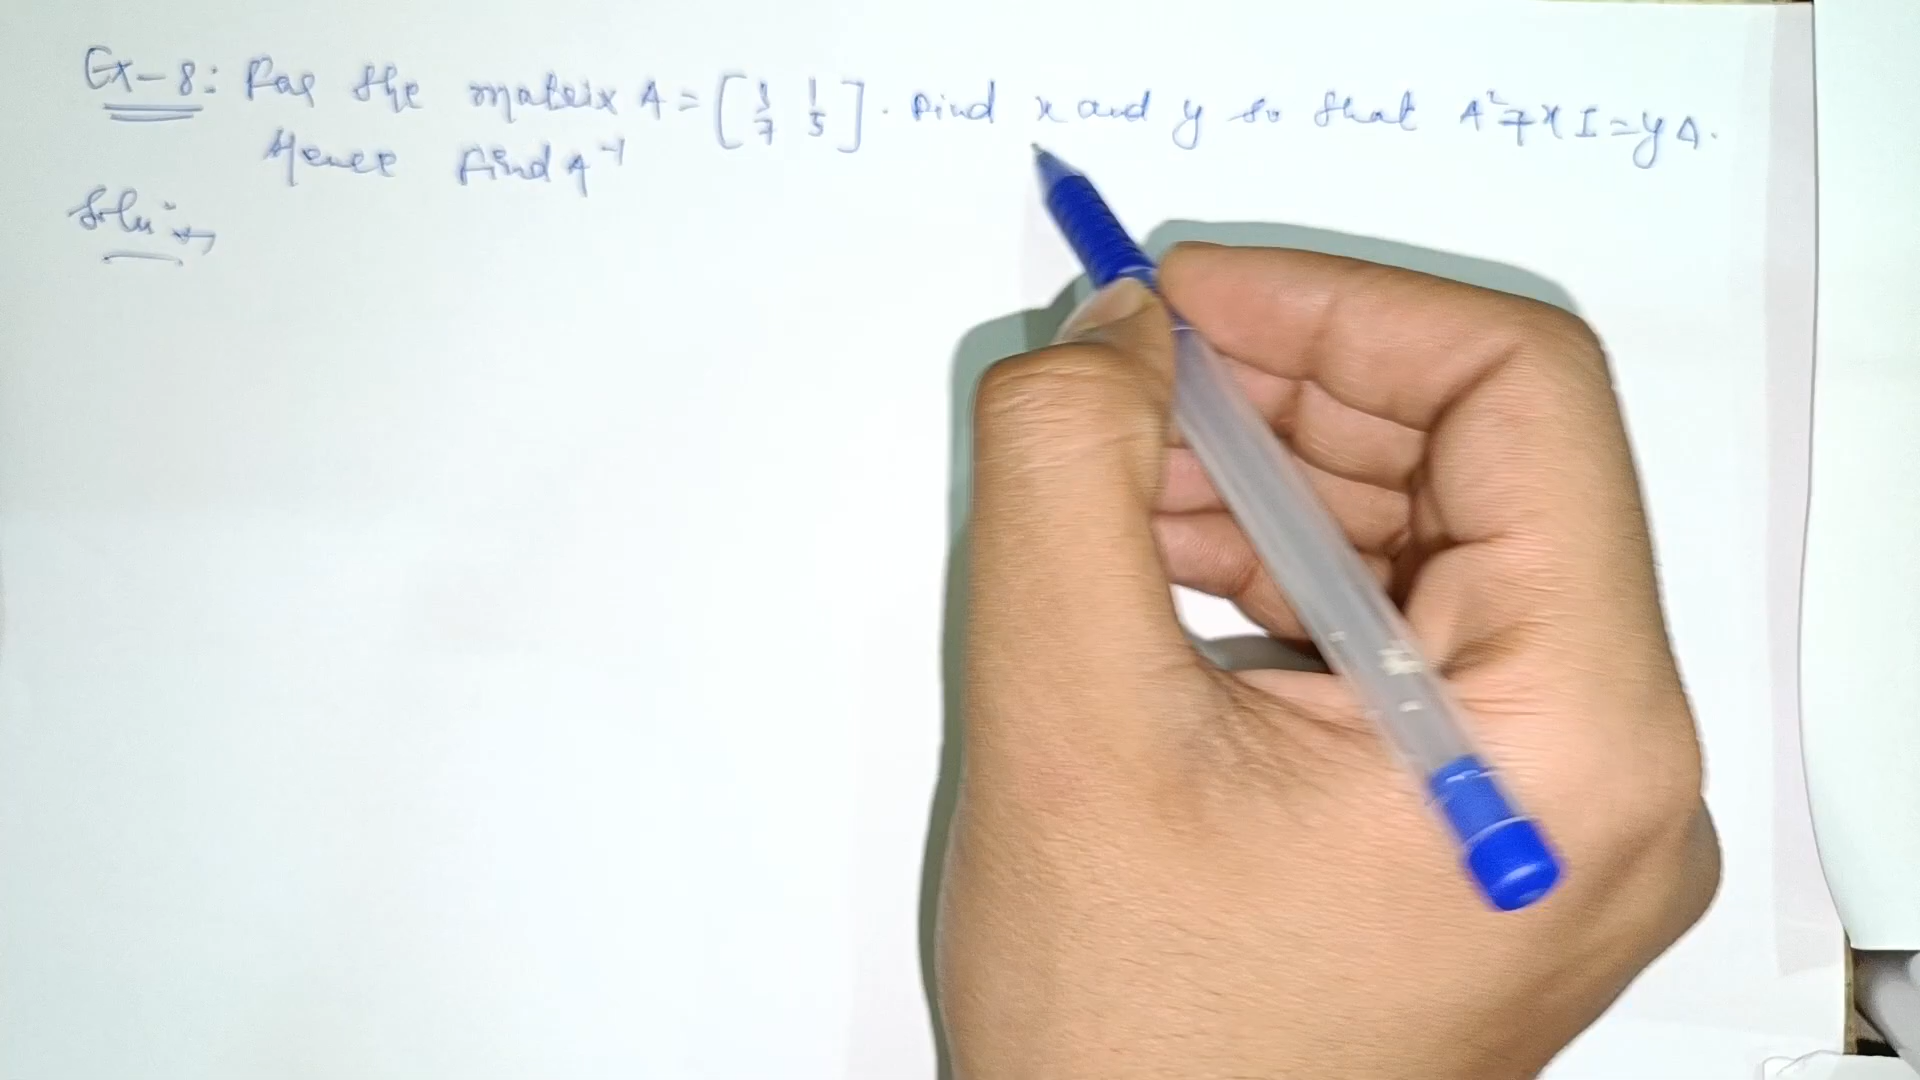 Ex-8: For the matrix A = [3 1 7 5]. Find x and y so that A²+xI=yA.
Hence find A⁻¹
Soluⁿ